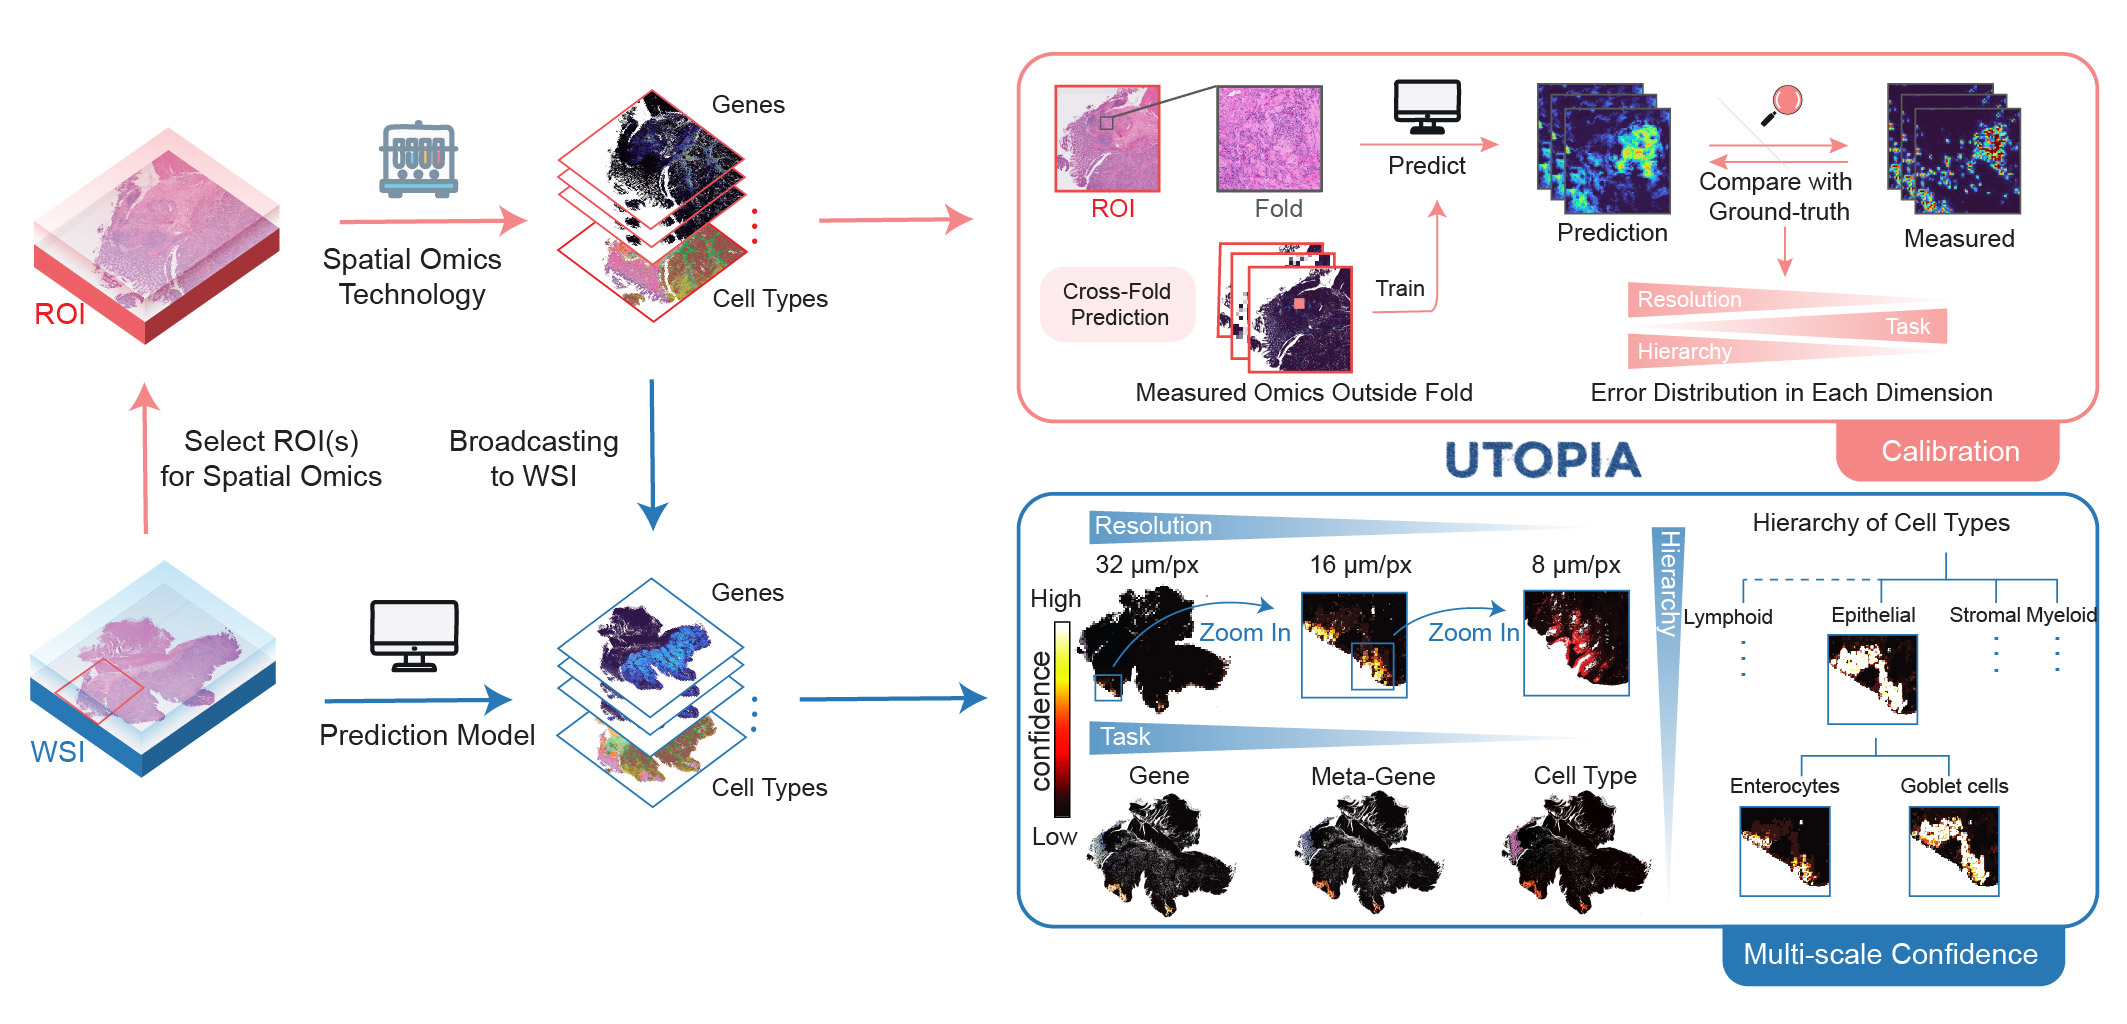 ROI
Spatial Omics
Technology
Genes
Cell Types
Select ROI(s)
for Spatial Omics
Broadcasting
to WSI
WSI
Prediction Model
Genes
Cell Types
ROI
Fold
Predict
Prediction
Compare with
Ground-truth
Measured
Cross-Fold
Prediction
Train
Measured Omics Outside Fold
Resolution
Task
Hierarchy
Error Distribution in Each Dimension
Calibration
UTOPIA
Resolution
32 µm/px
16 µm/px
8 µm/px
High
confidence
Low
Zoom In
Zoom In
Task
Gene
Meta-Gene
Cell Type
Hierarchy
Hierarchy of Cell Types
Lymphoid
Epithelial
Stromal
Myeloid
Enterocytes
Goblet cells
Multi-scale Confidence